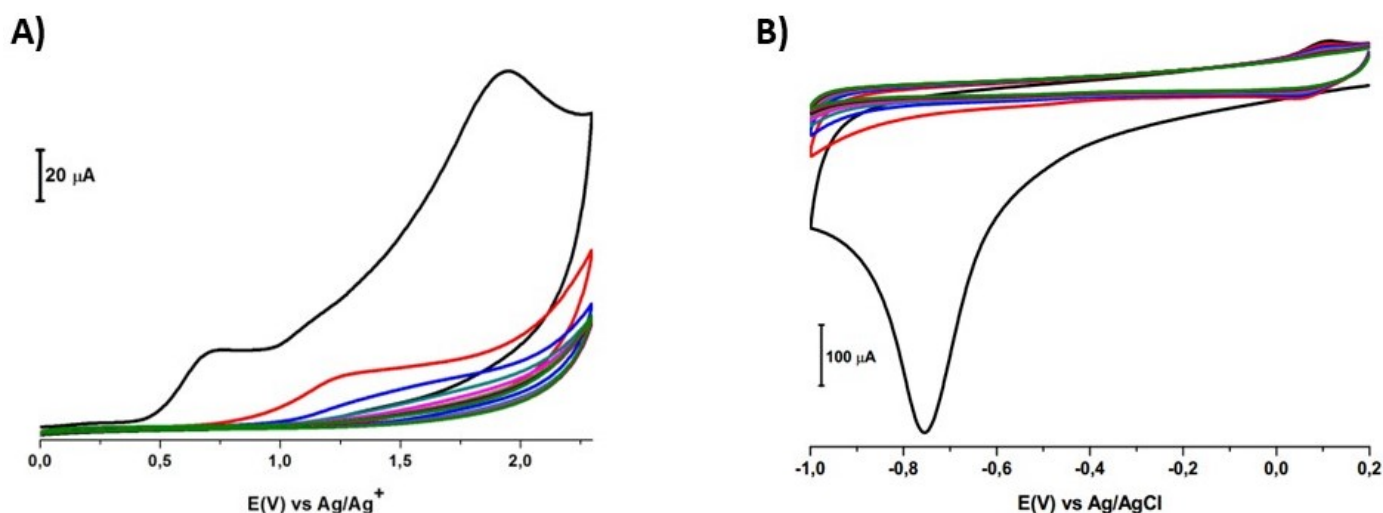 A)
20 μA
0,0 0,5 1,0 1,5 2,0
E(V) vs Ag/Ag+
B)
100 μA
-1,0 -0,8 -0,6 -0,4 -0,2 0,0 0,2
E(V) vs Ag/AgCl